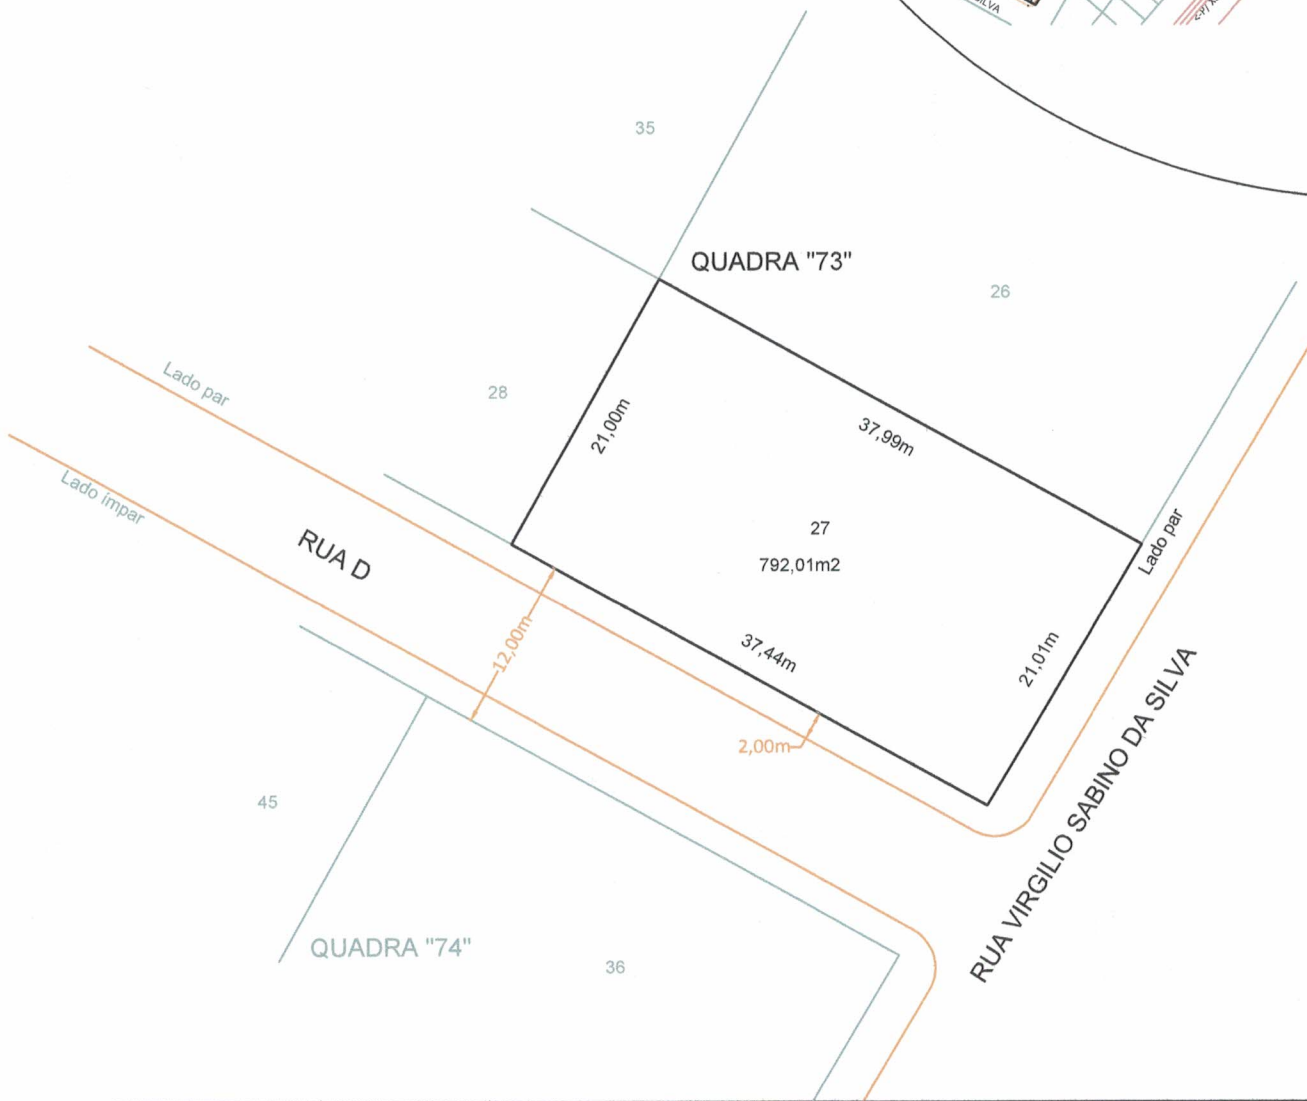 SILVA
35
QUADRA "73"
26
Lado par
28
21,00m
37,99m
Lado ímpar
RUA D
27
792,01m2
Lado par
12,00m
37,44m
21,01m
2,00m
RUA VIRGILIO SABINO DA SILVA
45
QUADRA "74"
36